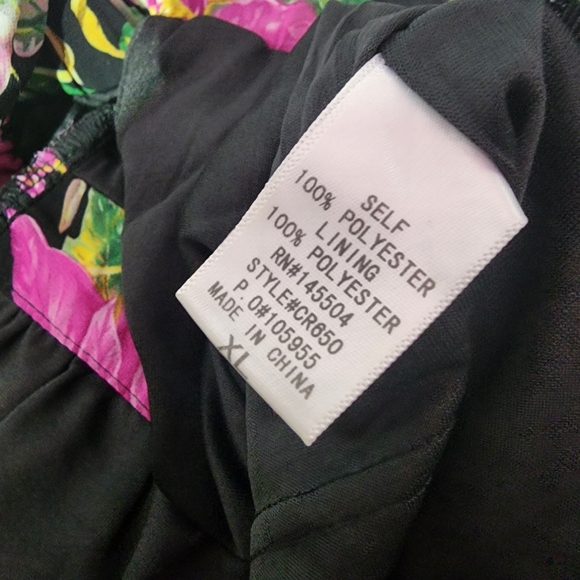 SELF
100% POLYESTER
LINING
100% POLYESTER
RN#145504
STYLE#CR650
P.O#105955
MADE IN CHINA
XL